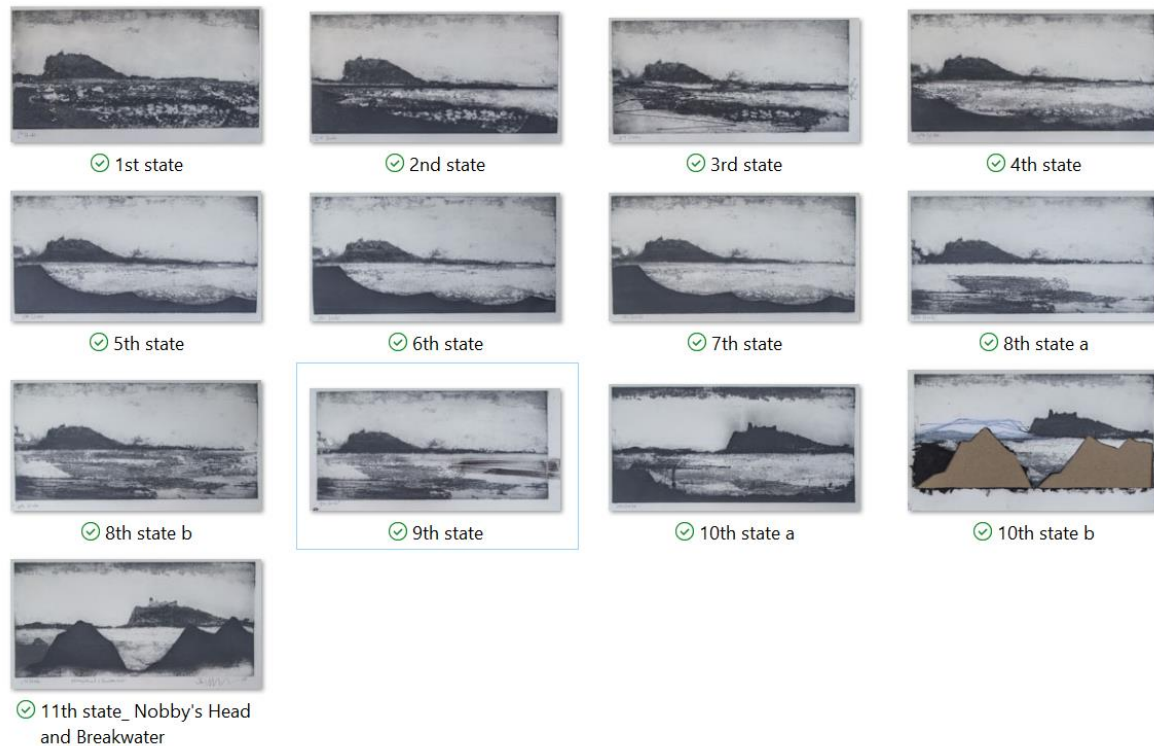 1st state
2nd state
3rd state
4th state
5th state
6th state
7th state
8th state a
8th state b
9th state
10th state a
10th state b
11th state_ Nobby's Head
and Breakwater